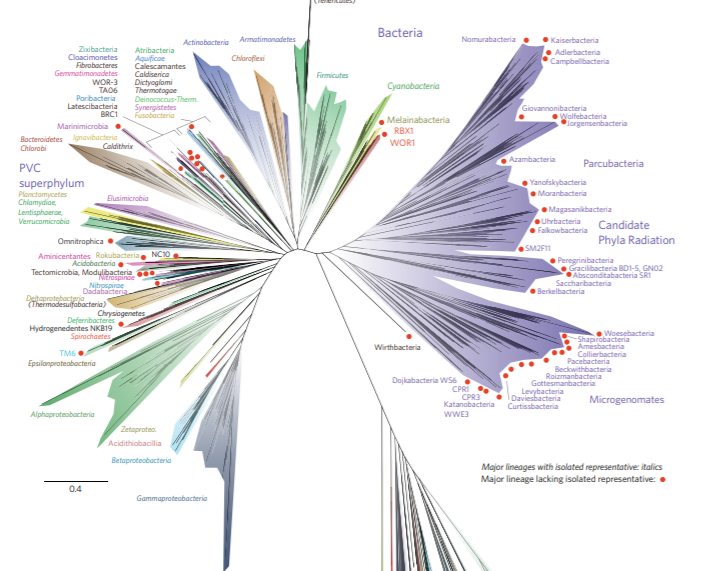 (Tenericutes)
Bacteria
Nomurabacteria
Kaiserbacteria
Adlerbacteria
Campbellbacteria
Zixibacteria
Cloacimonetes
Fibrobacteres
Gemmatimonadetes
WOR-3
TA06
Poribacteria
Latescibacteria
BRC1
Atribacteria
Aquificae
Calescamantes
Caldiserica
Dictyoglomi
Thermotogae
Deinococcus-Therm.
Synergistetes
Fusobacteria
Actinobacteria
Armatimonadetes
Chloroflexi
Firmicutes
Cyanobacteria
Melainabacteria
RBX1
WOR1
Giovannonibacteria
Wolfebacteria
Jorgensenbacteria
Marinimicrobia
Ignavibacteria
Bacteroidetes
Chlorobi
Caldithrix
Azambacteria
Parcubacteria
PVC
superphylum
Planctomycetes
Chlamydiae,
Lentisphaerae,
Verrucomicrobia
Yanofskybacteria
Moranbacteria
Elusimicrobia
Magasanikbacteria
Uhrbacteria
Falkowbacteria
Candidate
Phyla Radiation
Omnitrophica
SM2F11
Aminicentantes
Rokubacteria
NC10
Acidobacteria
Tectomicrobia, Modulibacteria
Nitrospinae
Nitrospirae
Dadabacteria
Deltaprotebacteria
(Thermodesulfobacteria)
Chrysiogenetes
Deferribacteres
Hydrogenedentes NKB19
Spirochaetes
TM6
Epsilonproteobacteria
Peregrinibacteria
Gracilibacteria BD1-5, GNO2
Absconditabacteria SR1
Saccharibacteria
Berkelbacteria
Wirthbacteria
Woesebacteria
Shapirobacteria
Amesbacteria
Collierbacteria
Pacebacteria
Beckwithbacteria
Roizmanbacteria
Gottesmanbacteria
Levybacteria
Daviesbacteria
Curtissbacteria
Microgenomates
Dojkabacteria WS6
CPR1
CPR3
Katanobacteria
WWE3
Alphaproteobacteria
Zetaproteo.
Acidithiobacillia
Betaproteobacteria
Gammaproteobacteria
0.4
Major lineages with isolated representative: italics
Major lineage lacking isolated representative: